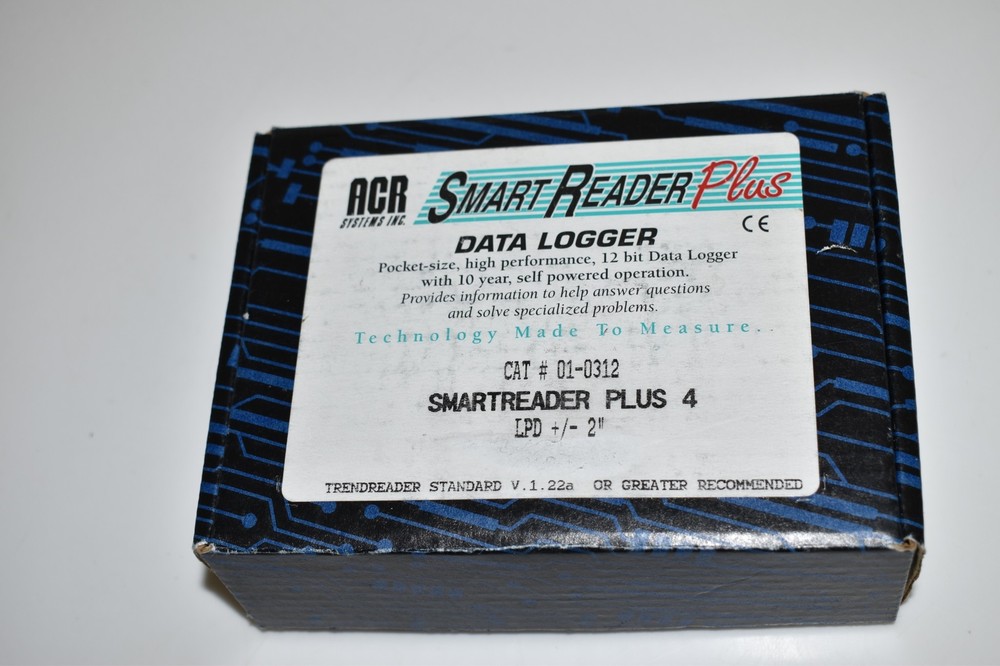 ACR
SYSTEMS INC.
SMART READER Plus
CE
DATA LOGGER
Pocket-size, high performance, 12 bit Data Logger
with 10 year, self powered operation.
Provides information to help answer questions
and solve specialized problems.
Technology Made To Measure..
CAT # 01-0312
SMARTREADER PLUS 4
LPD +/- 2"
TRENDREADER STANDARD V.1.22a OR GREATER RECOMMENDED